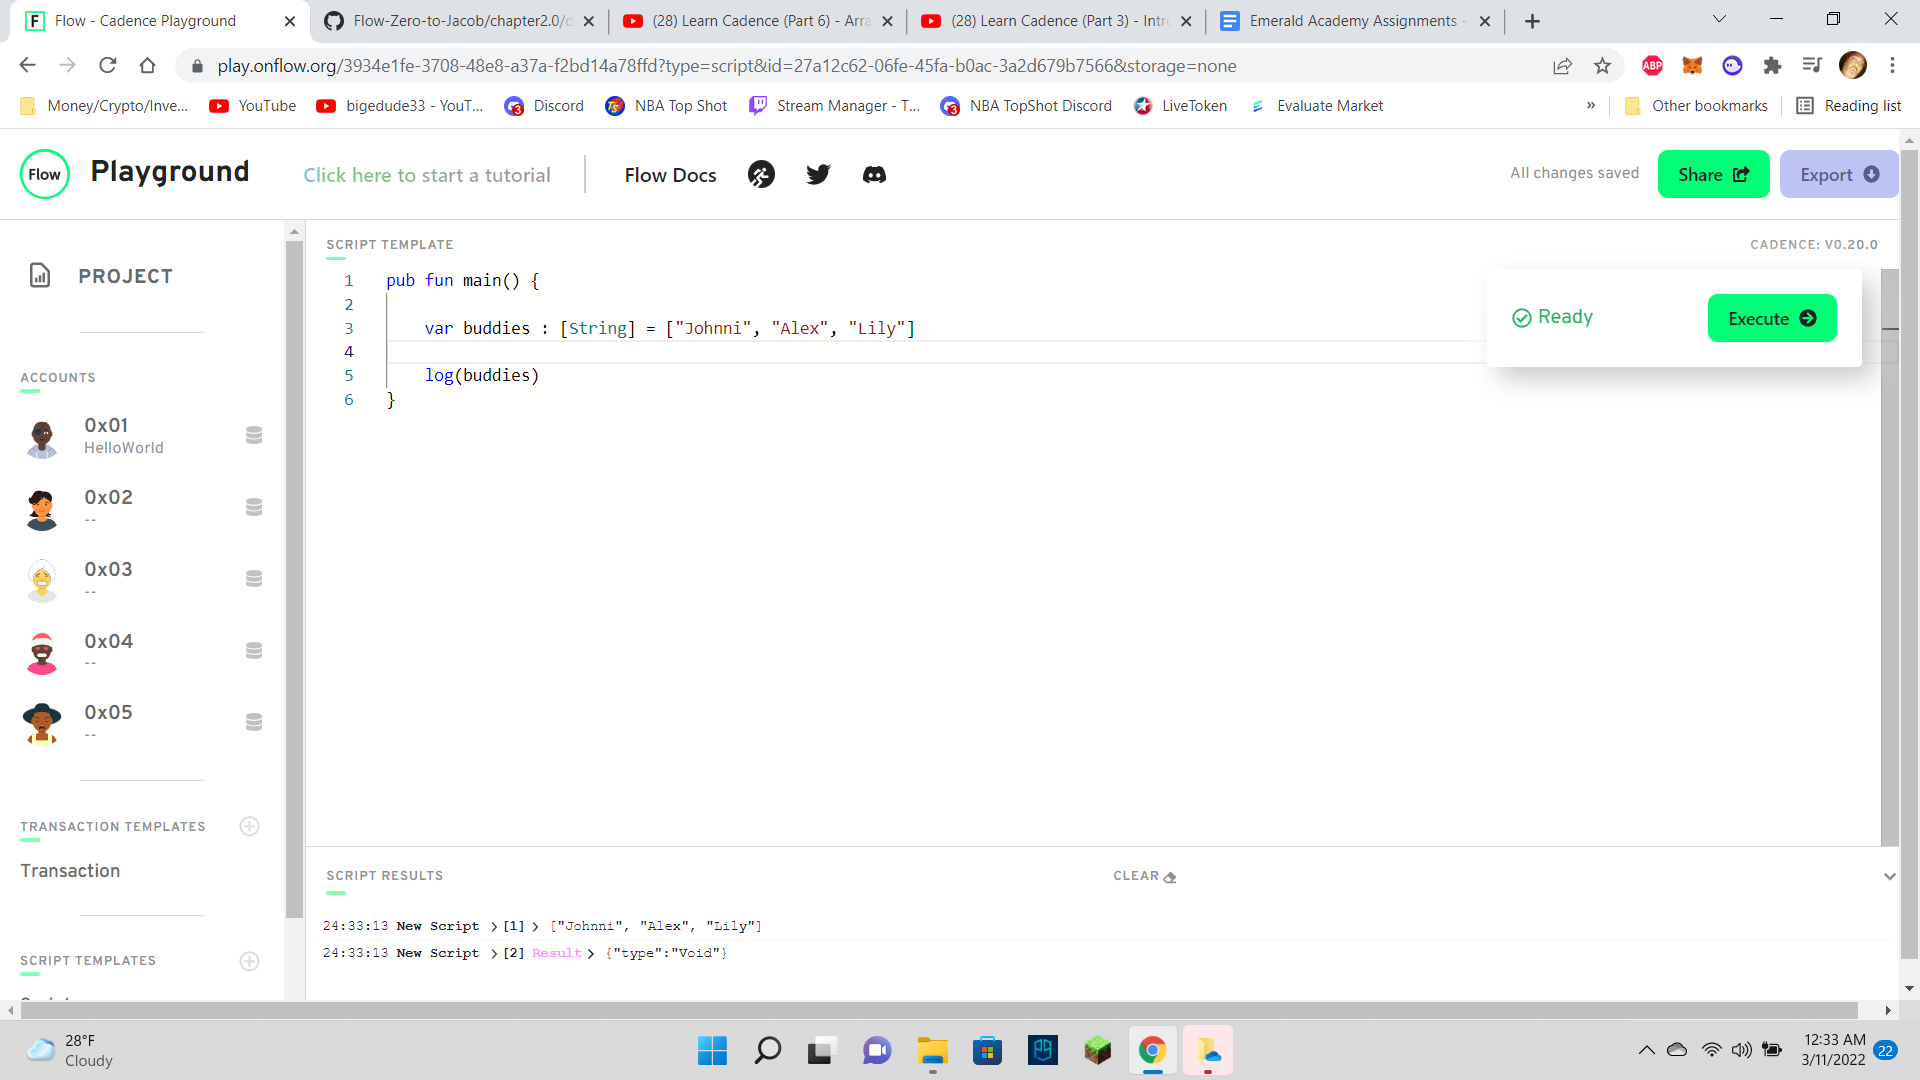 Flow - Cadence Playground
Flow-Zero-to-Jacob/chapter2.0/
(28) Learn Cadence (Part 6) - Arra
(28) Learn Cadence (Part 3) - Intro
Emerald Academy Assignments -
play.onflow.org/3934e1fe-3708-48e8-a37a-f2bd14a78ffd?type=script&id=27a12c62-06fe-45fa-b0ac-3a2d679b7566&storage=none
ABP
Money/Crypto/Inve...
YouTube
bigedude33 - YouT...
Discord
NBA Top Shot
Stream Manager - T...
NBA TopShot Discord
LiveToken
Evaluate Market
»
Other bookmarks
Reading list
Flow
Playground
Click here to start a tutorial
Flow Docs
All changes saved
Share
Export
PROJECT
ACCOUNTS
0x01
HelloWorld
0x02
--
0x03
--
0x04
--
0x05
--
TRANSACTION TEMPLATES
Transaction
SCRIPT TEMPLATES
SCRIPT TEMPLATE
CADENCE: V0.20.0
1 pub fun main() {
2
3 var buddies : [String] = ["Johnni", "Alex", "Lily"]
4
5 log(buddies)
6 }
Ready
Execute
SCRIPT RESULTS
CLEAR
24:33:13 New Script > [1] > ["Johnni", "Alex", "Lily"]
24:33:13 New Script > [2] Result > {"type":"Void"}
28°F
Cloudy
12:33 AM
3/11/2022
22